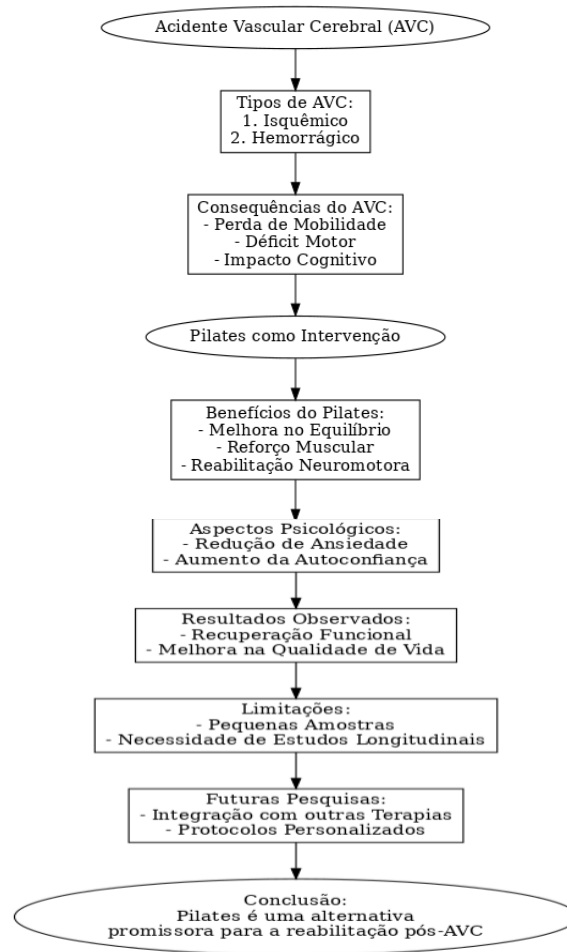 Acidente Vascular Cerebral (AVC)
Tipos de AVC:
1. Isquêmico
2. Hemorrágico
Consequências do AVC:
- Perda de Mobilidade
- Déficit Motor
- Impacto Cognitivo
Pilates como Intervenção
Benefícios do Pilates:
- Melhora no Equilíbrio
- Reforço Muscular
- Reabilitação Neuromotora
Aspectos Psicológicos:
- Redução de Ansiedade
- Aumento da Autoconfiança
Resultados Observados:
- Recuperação Funcional
- Melhora na Qualidade de Vida
Limitações:
- Pequenas Amostras
- Necessidade de Estudos Longitudinais
Futuras Pesquisas:
- Integração com outras Terapias
- Protocolos Personalizados
Conclusão:
Pilates é uma alternativa
promissora para a reabilitação pós-AVC